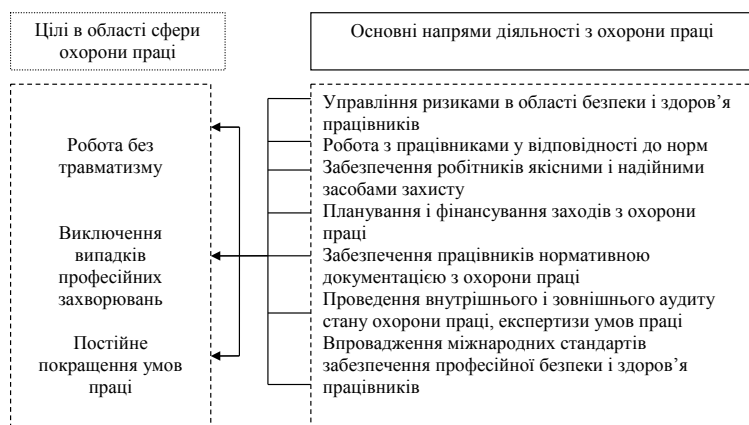 Цілі в області сфери
охорони праці
Основні напрями діяльності з охорони праці
Робота без
травматизму
Виключення
випадків
професійних
захворювань
Постійне
покращення умов
праці
Управління ризиками в області безпеки і здоров’я
працівників
Робота з працівниками у відповідності до норм
Забезпечення робітників якісними і надійними
засобами захисту
Планування і фінансування заходів з охорони
праці
Забезпечення працівників нормативною
документацією з охорони праці
Проведення внутрішнього і зовнішнього аудиту
стану охорони праці, експертизи умов праці
Впровадження міжнародних стандартів
забезпечення професійної безпеки і здоров’я
працівників